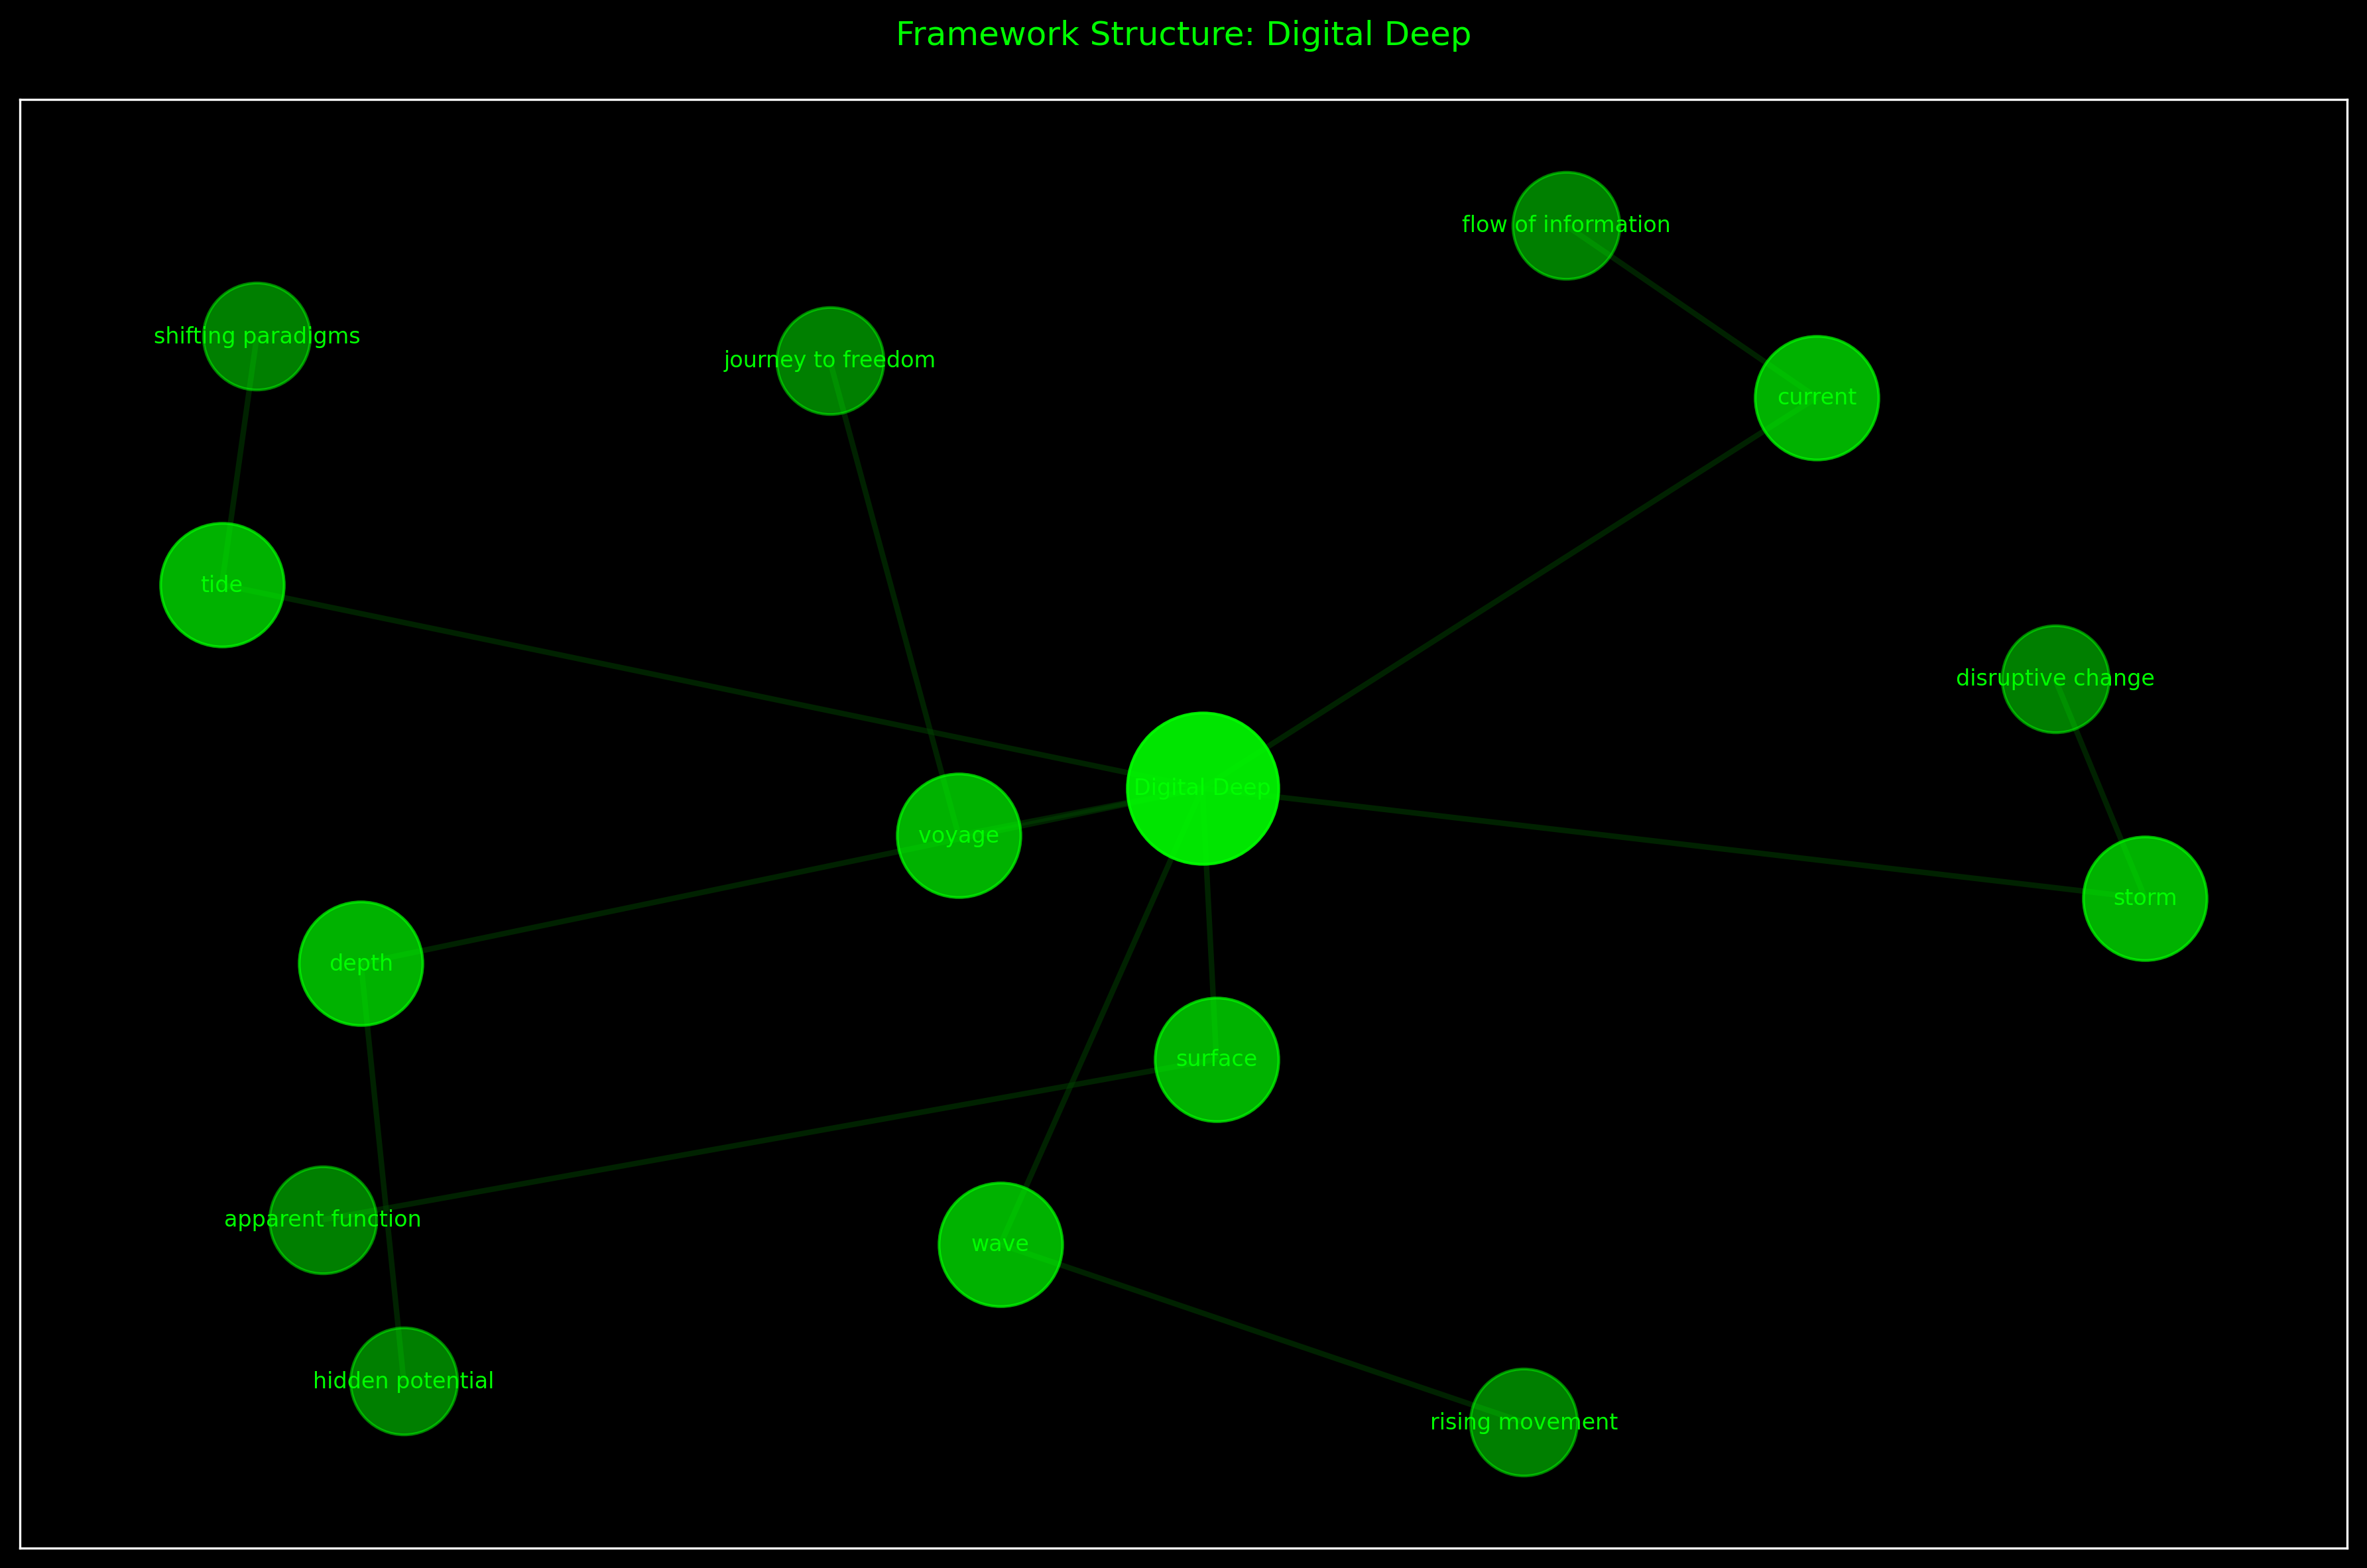 Framework Structure: Digital Deep
flow of information
shifting paradigms
journey to freedom
current
tide
disruptive change
Digital Deep
voyage
storm
depth
surface
apparent function
wave
hidden potential
rising movement